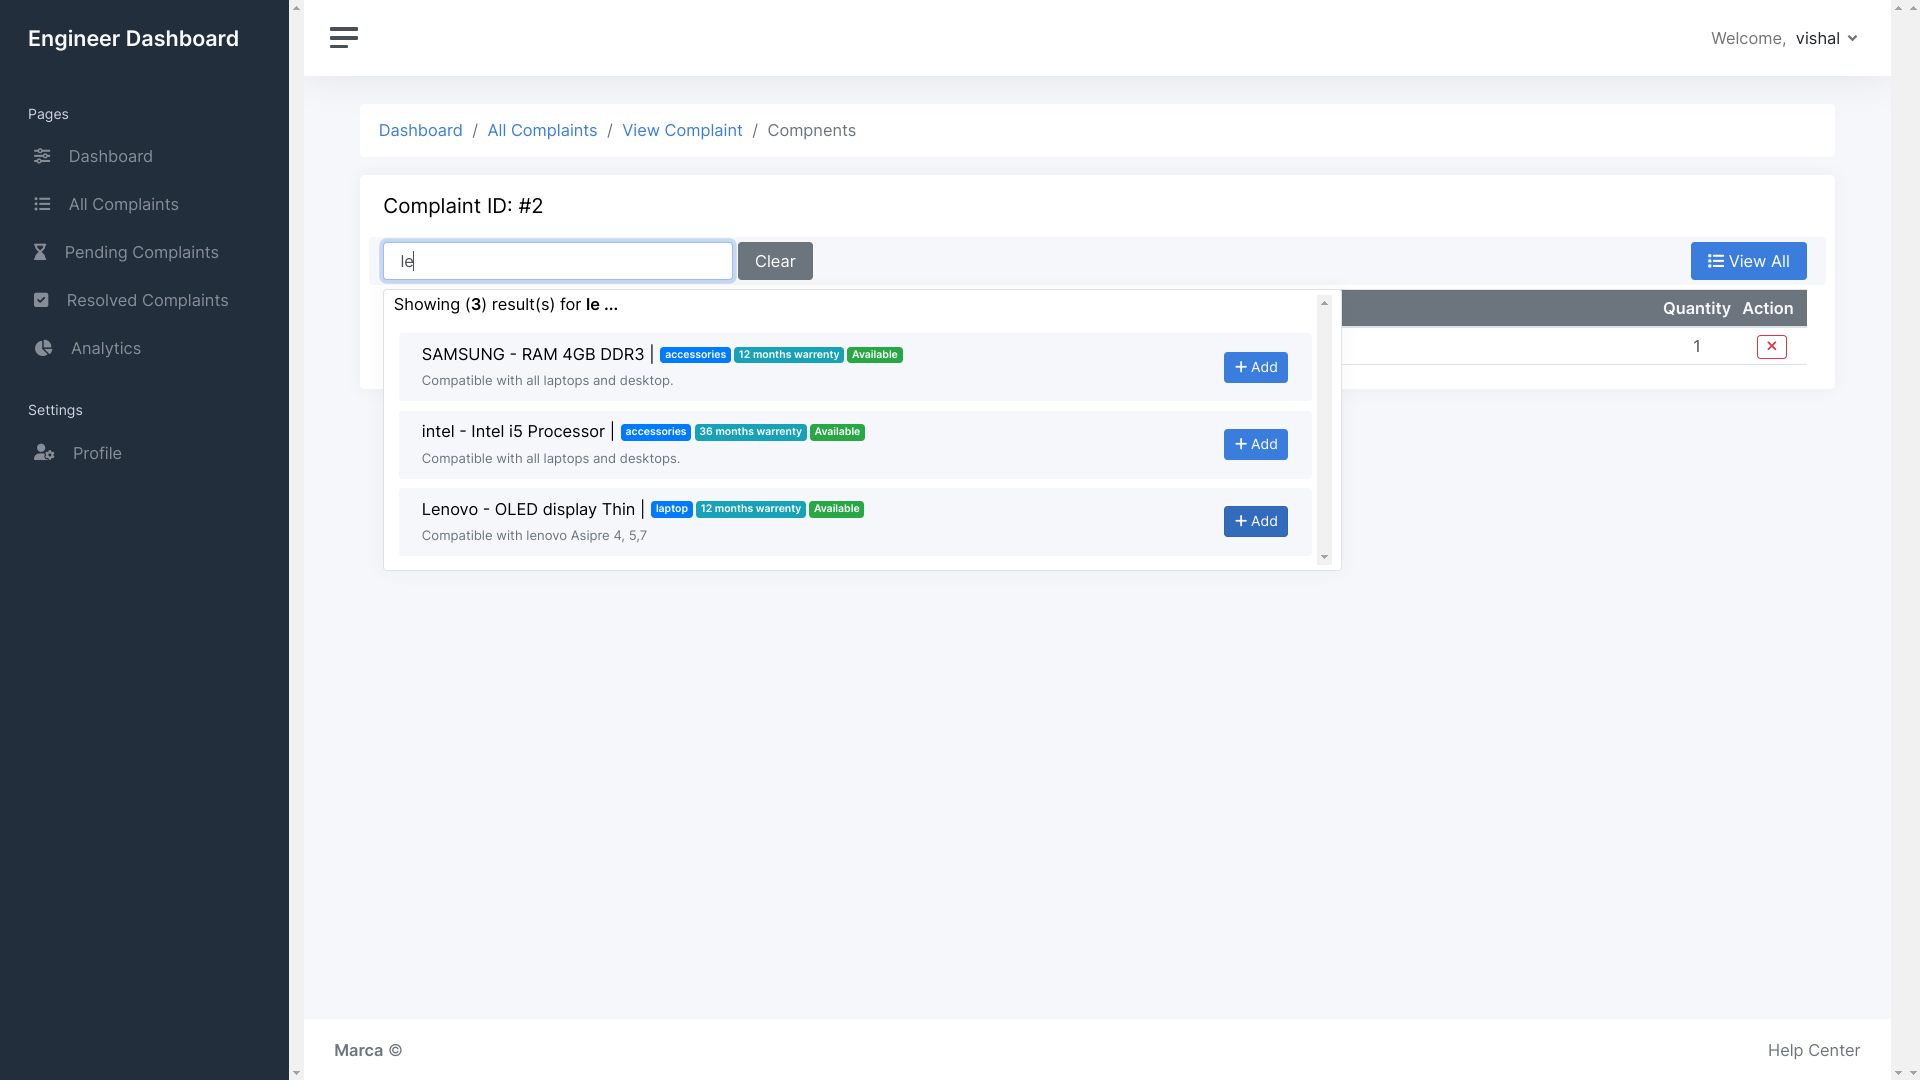 Engineer Dashboard
Welcome, vishal
Pages
Dashboard
All Complaints
Pending Complaints
Resolved Complaints
Analytics
Settings
Profile
Dashboard / All Complaints / View Complaint / Compnents
Complaint ID: #2
le
Clear
View All
Showing (3) result(s) for le ...
Quantity Action
1
SAMSUNG - RAM 4GB DDR3 | accessories 12 months warrenty Available
Compatible with all laptops and desktop.
+ Add
intel - Intel i5 Processor | accessories 36 months warrenty Available
Compatible with all laptops and desktops.
+ Add
Lenovo - OLED display Thin | laptop 12 months warrenty Available
Compatible with lenovo Asipre 4, 5,7
+ Add
Marca ©
Help Center